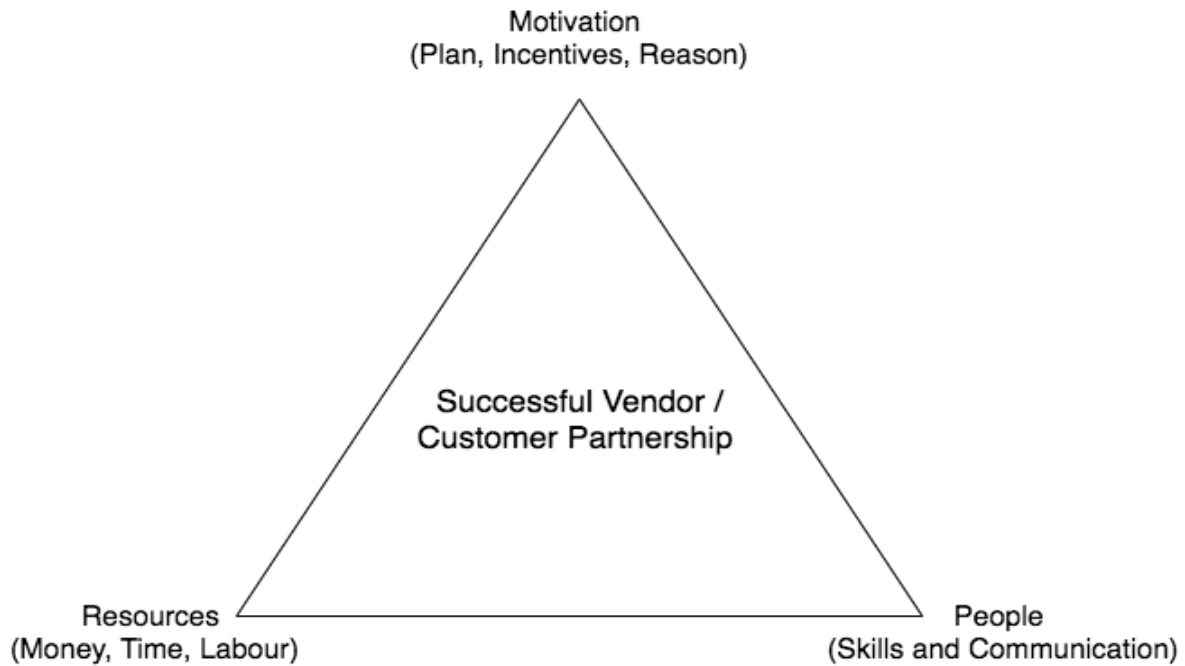 Motivation
(Plan, Incentives, Reason)
Successful Vendor /
Customer Partnership
Resources
(Money, Time, Labour)
People
(Skills and Communication)